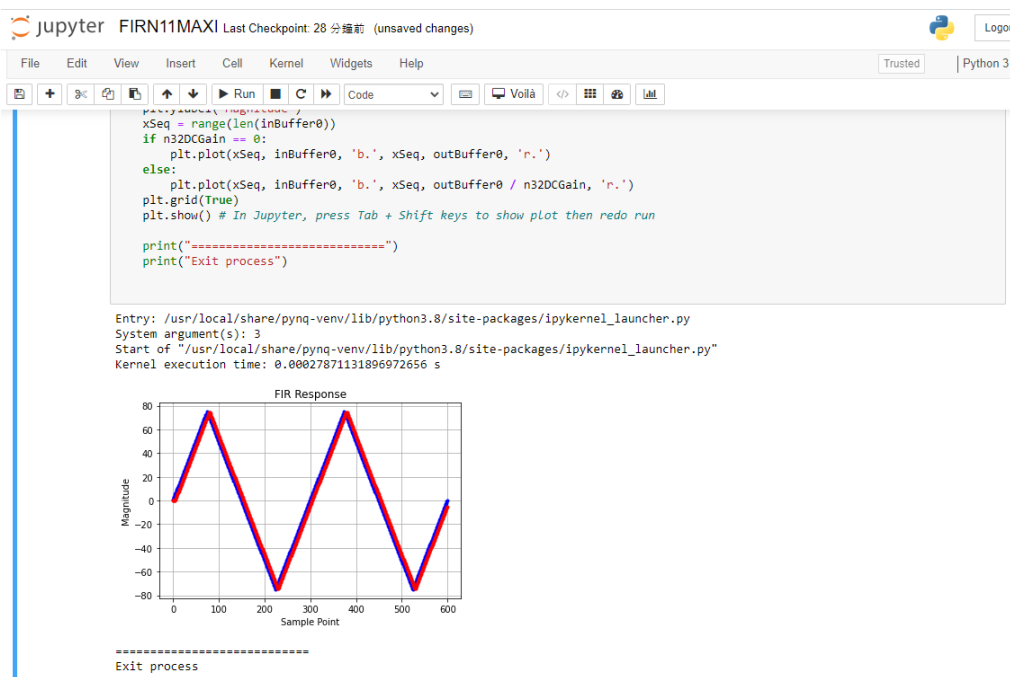 jupyter FIRN11MAXI Last Checkpoint: 28 分鐘前 (unsaved changes)
File Edit View Insert Cell Kernel Widgets Help Trusted Python 3
Run Code Voilà
plt.ylabel("Magnitude")
xSeq = range(len(inBuffer0))
if n32DCGain == 0:
plt.plot(xSeq, inBuffer0, 'b.', xSeq, outBuffer0, 'r.')
else:
plt.plot(xSeq, inBuffer0, 'b.', xSeq, outBuffer0 / n32DCGain, 'r.')
plt.grid(True)
plt.show() # In Jupyter, press Tab + Shift keys to show plot then redo run
print("============================")
print("Exit process")
Entry: /usr/local/share/pynq-venv/lib/python3.8/site-packages/ipykernel_launcher.py
System argument(s): 3
Start of "/usr/local/share/pynq-venv/lib/python3.8/site-packages/ipykernel_launcher.py"
Kernel execution time: 0.00027871131896972656 s
FIR Response
80
60
40
20
0
−20
−40
−60
−80
Magnitude
0 100 200 300 400 500 600
Sample Point
============================
Exit process